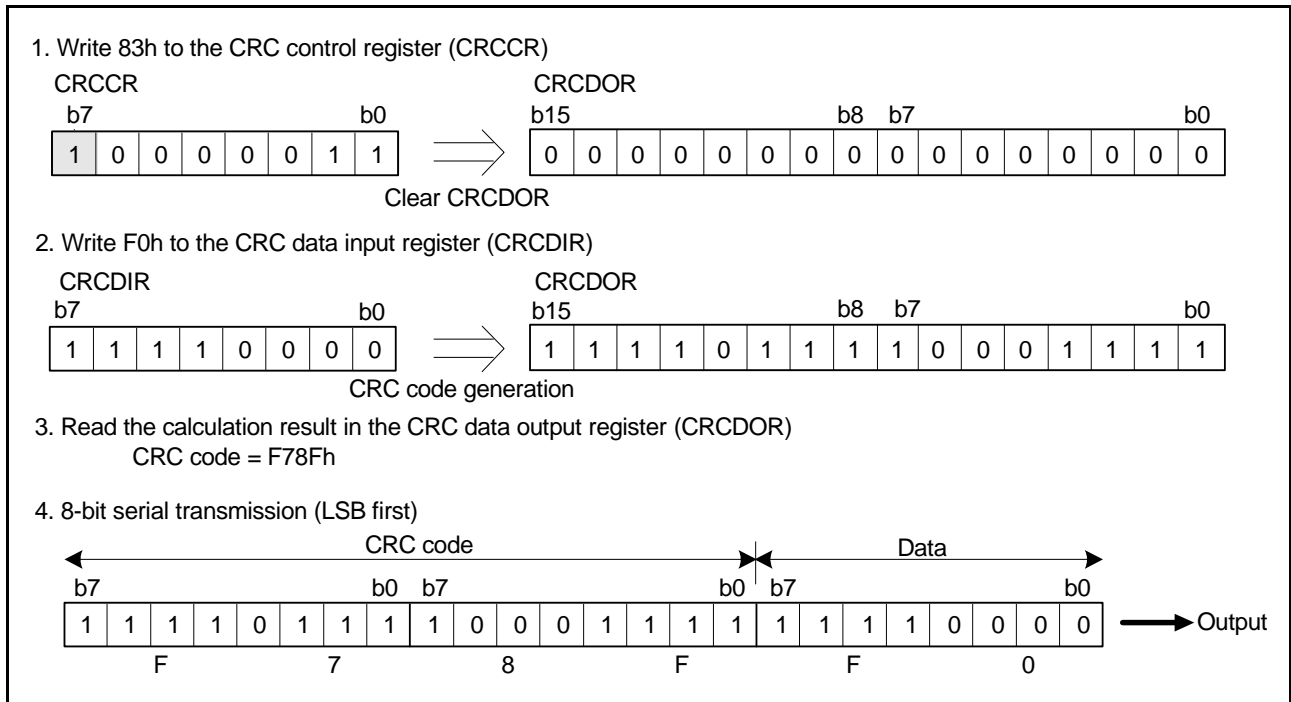 1. Write 83h to the CRC control register (CRCCR)
CRCCR CRCDOR
b7 b0 b15 b8 b7 b0
1 0 0 0 0 0 1 1 0 0 0 0 0 0 0 0 0 0 0 0 0 0 0 0
Clear CRCDOR
2. Write F0h to the CRC data input register (CRCDIR)
CRCDIR CRCDOR
b7 b0 b15 b8 b7 b0
1 1 1 1 0 0 0 0 1 1 1 1 0 1 1 1 1 0 0 0 1 1 1 1
CRC code generation
3. Read the calculation result in the CRC data output register (CRCDOR)
CRC code = F78Fh
4. 8-bit serial transmission (LSB first)
CRC code Data
b7 b0 b7 b0 b7 b0
1 1 1 1 0 1 1 1 1 0 0 0 1 1 1 1 1 1 1 1 0 0 0 0 Output
F 7 8 F F 0